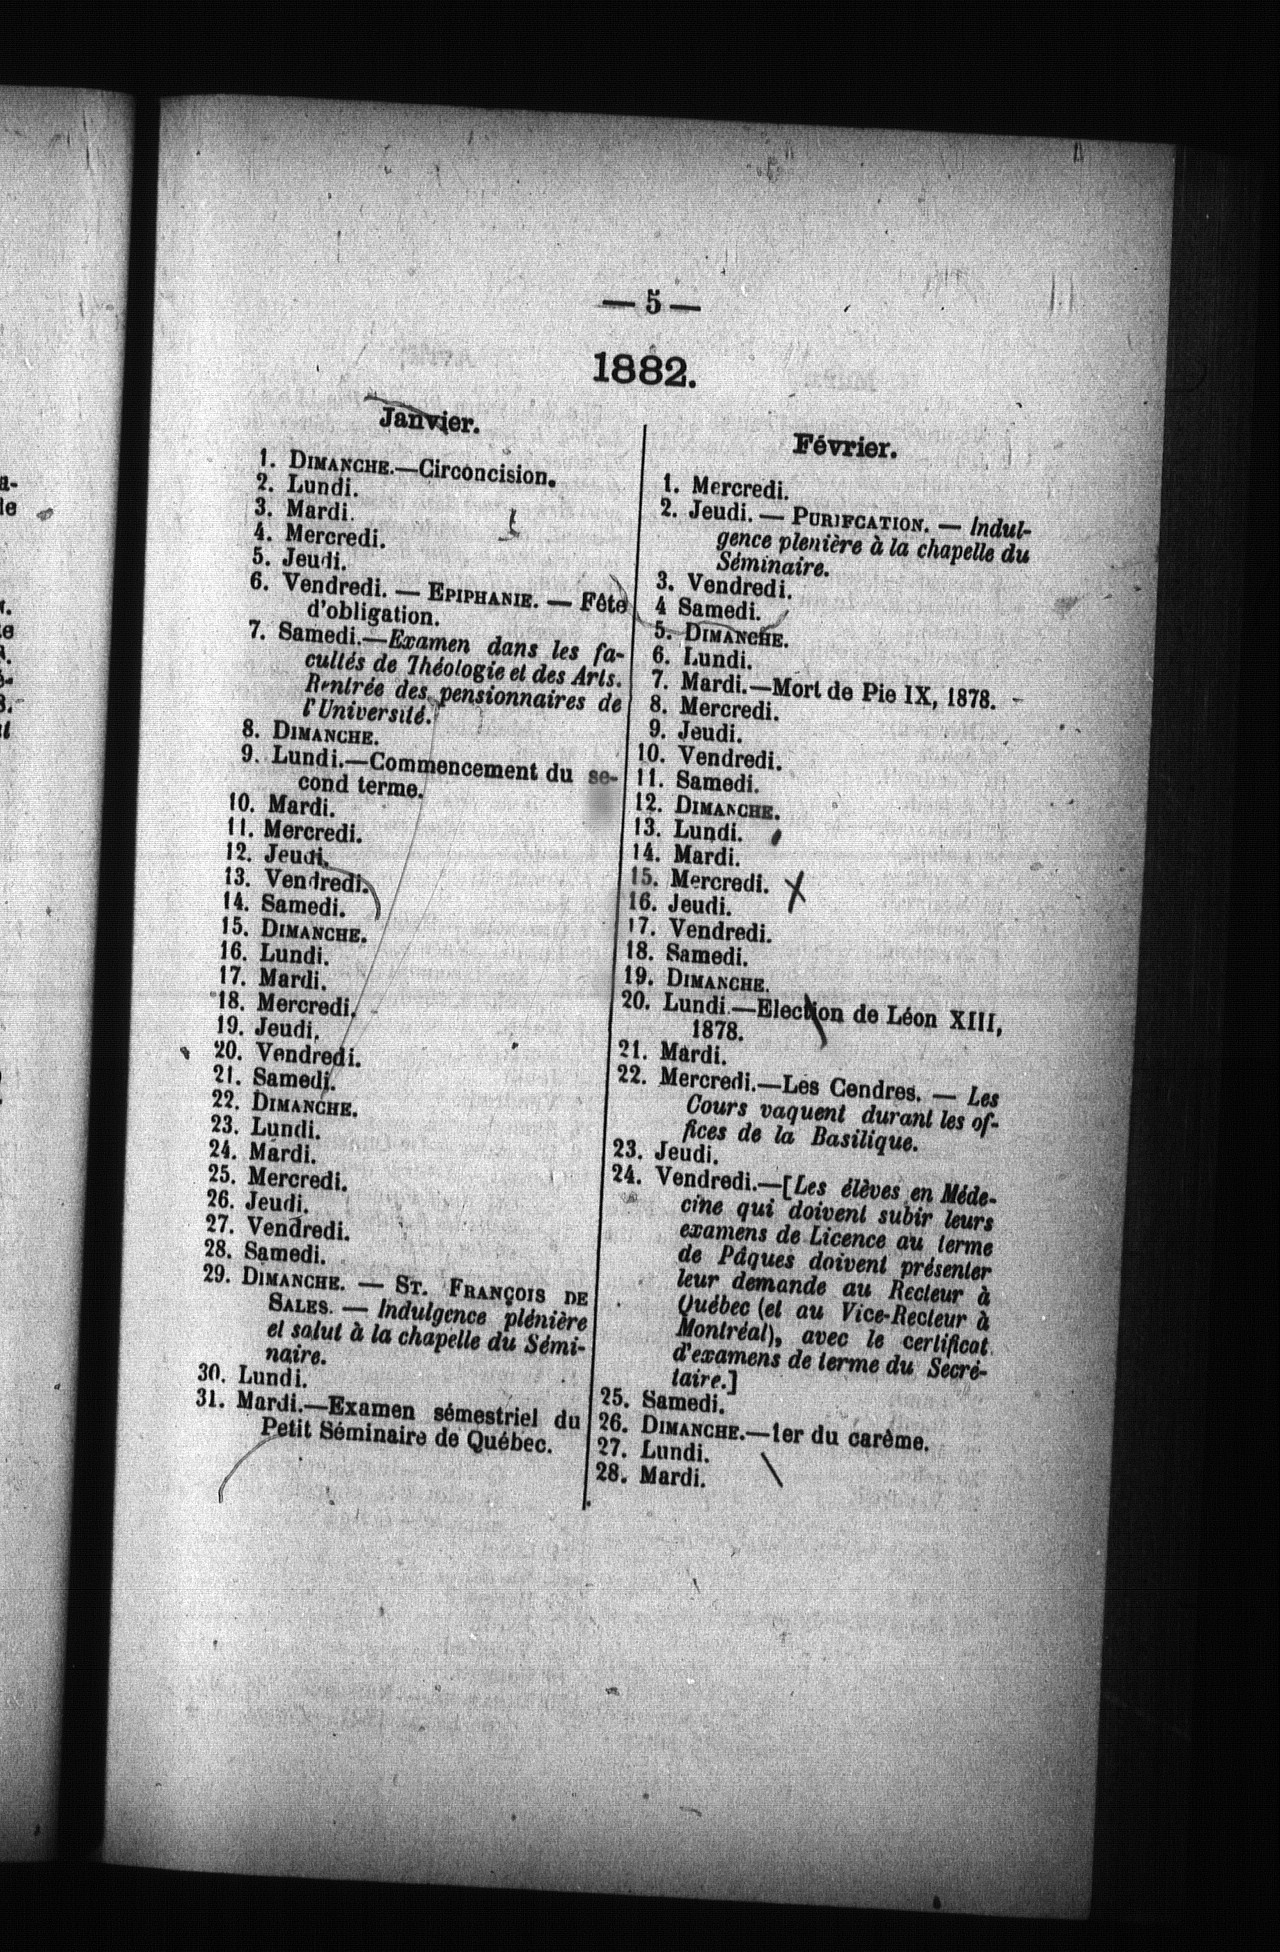 — 5 —
1882.
Janvier.
1. DIMANCHE.—Circoncision.
2. Lundi.
3. Mardi.
4. Mercredi.
5. Jeudi.
6. Vendredi. — EPIPHANIE. — Fête
d'obligation.
7. Samedi.—Examen dans les fa-
cultés de Théologie et des Arts.
Rentrée des pensionnaires de
l'Université.
8. DIMANCHE.
9. Lundi.—Commencement du se-
cond terme.
10. Mardi.
11. Mercredi.
12. Jeudi.
13. Vendredi.
14. Samedi.
15. DIMANCHE.
16. Lundi.
17. Mardi.
18. Mercredi.
19. Jeudi.
20. Vendredi.
21. Samedi.
22. DIMANCHE.
23. Lundi.
24. Mardi.
25. Mercredi.
26. Jeudi.
27. Vendredi.
28. Samedi.
29. DIMANCHE. — ST. FRANÇOIS DE
SALES. — Indulgence plénière
et salut à la chapelle du Sémi-
naire.
30. Lundi.
31. Mardi.—Examen sémestriel du
Petit Séminaire de Québec.
Février.
1. Mercredi.
2. Jeudi. — PURIFCATION. — Indul-
gence plenière à la chapelle du
Séminaire.
3. Vendredi.
4 Samedi.
5. DIMANCHE.
6. Lundi.
7. Mardi.—Mort de Pie IX, 1878.
8. Mercredi.
9. Jeudi.
10. Vendredi.
11. Samedi.
12. DIMANCHE.
13. Lundi.
14. Mardi.
15. Mercredi.
16. Jeudi.
17. Vendredi.
18. Samedi.
19. DIMANCHE.
20. Lundi.—Election de Léon XIII,
1878.
21. Mardi.
22. Mercredi.—Les Cendres. — Les
Cours vaquent durant les of-
fices de la Basilique.
23. Jeudi.
24. Vendredi.—[Les élèves en Méde-
cine qui doivent subir leurs
examens de Licence au terme
de Pâques doivent présenter
leur demande au Recteur à
Québec (et au Vice-Recteur à
Montréal), avec le certificat
d'examens de terme du Secré-
taire.]
25. Samedi.
26. DIMANCHE.—1er du carême.
27. Lundi.
28. Mardi.